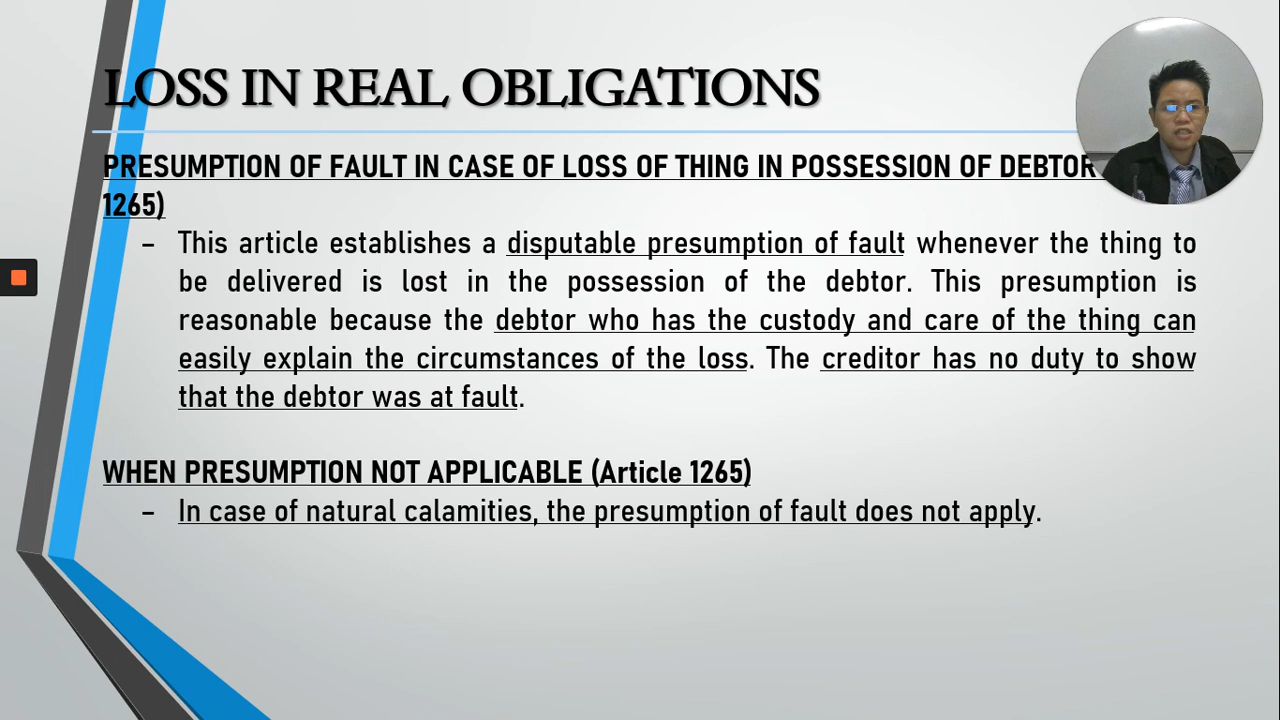 LOSS IN REAL OBLIGATIONS
PRESUMPTION OF FAULT IN CASE OF LOSS OF THING IN POSSESSION OF DEBTOR
1265)
– This article establishes a disputable presumption of fault whenever the thing to
be delivered is lost in the possession of the debtor. This presumption is
reasonable because the debtor who has the custody and care of the thing can
easily explain the circumstances of the loss. The creditor has no duty to show
that the debtor was at fault.
WHEN PRESUMPTION NOT APPLICABLE (Article 1265)
– In case of natural calamities, the presumption of fault does not apply.